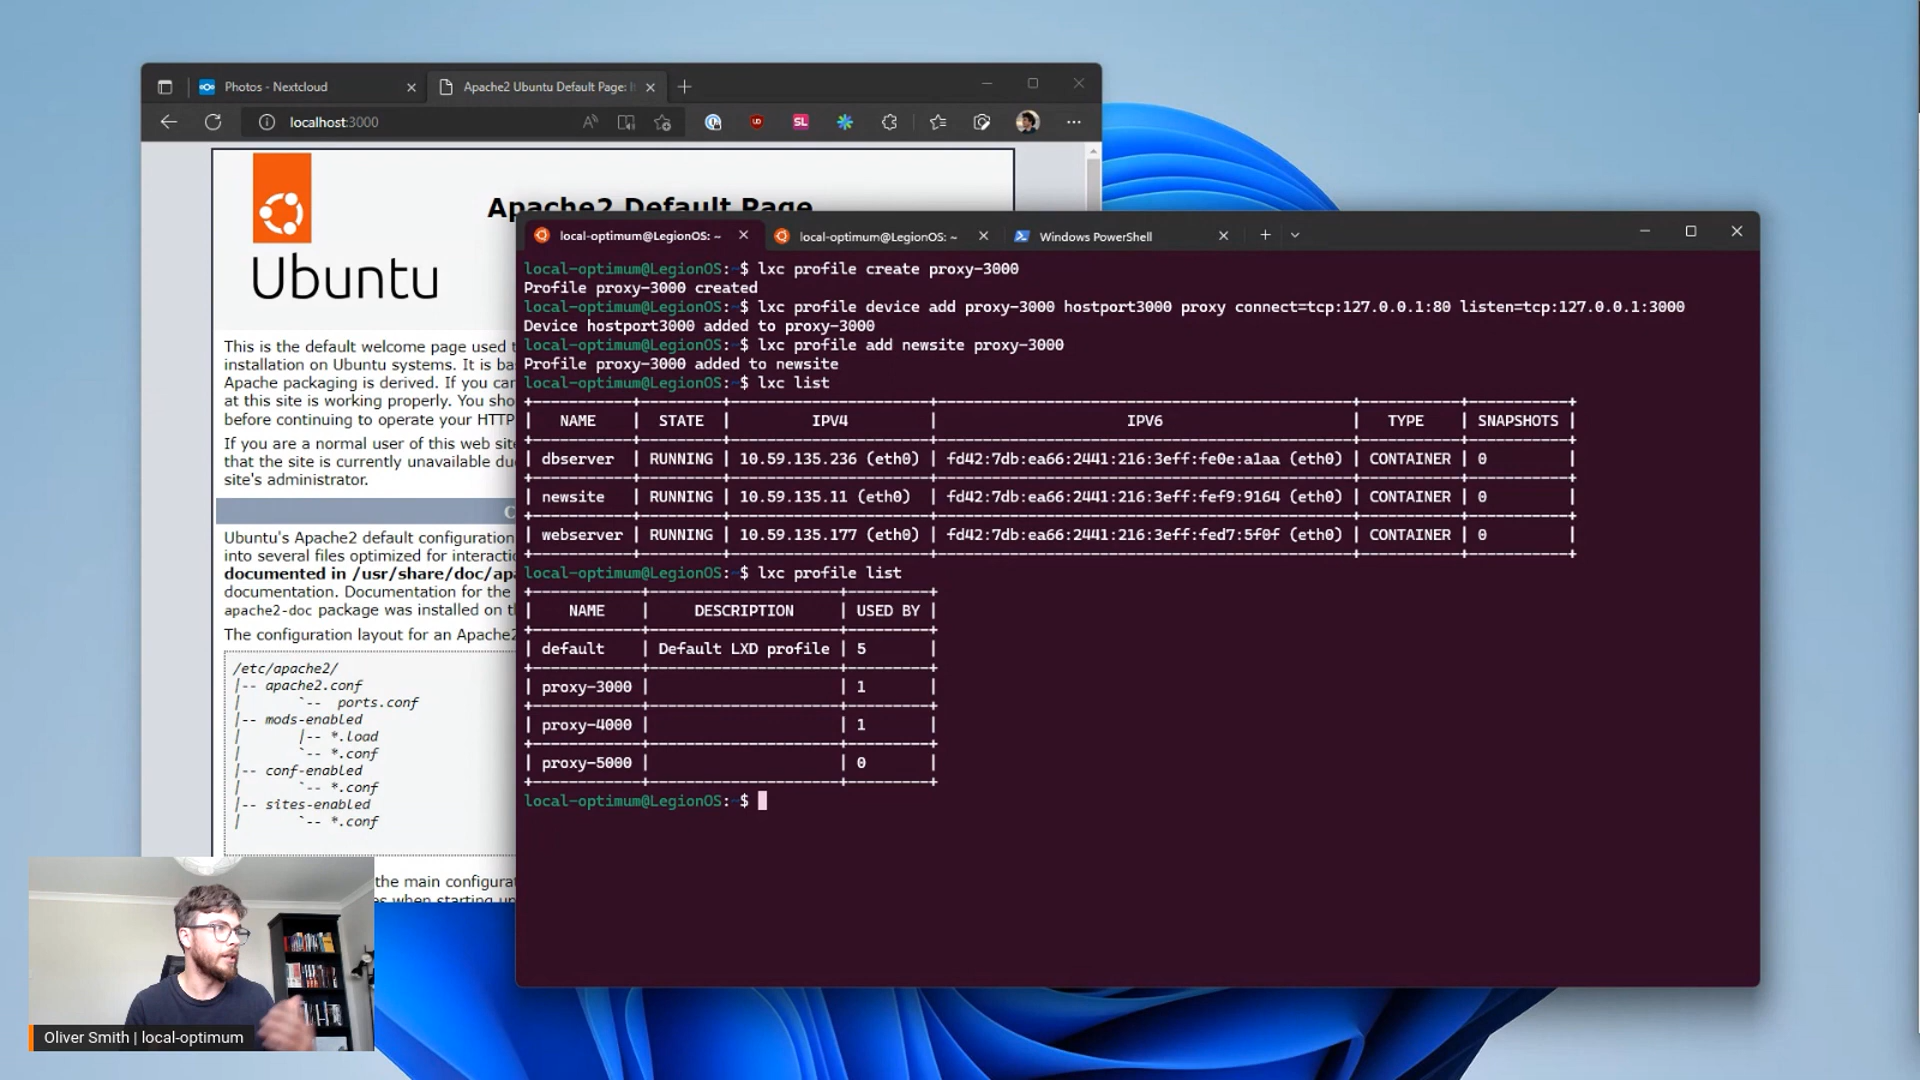 Photos - Nextcloud
Apache2 Ubuntu Default Page: I
localhost:3000
UD
SL
Ubuntu
Apache2 Default Page
This is the default welcome page used t
installation on Ubuntu systems. It is ba
Apache packaging is derived. If you can
at this site is working properly. You sho
before continuing to operate your HTTP
If you are a normal user of this web site
that the site is currently unavailable du
site's administrator.
C
Ubuntu's Apache2 default configuration
into several files optimized for interactio
documented in /usr/share/doc/apa
documentation. Documentation for the
apache2-doc package was installed on t
The configuration layout for an Apache2
/etc/apache2/
|-- apache2.conf
|       `--  ports.conf
|-- mods-enabled
|       |-- *.load
|       `-- *.conf
|-- conf-enabled
|       `-- *.conf
|-- sites-enabled
|       `-- *.conf
the main configurat
es when starting up
local-optimum@LegionOS: ~
local-optimum@LegionOS: ~
Windows PowerShell
local-optimum@LegionOS:~$ lxc profile create proxy-3000
Profile proxy-3000 created
local-optimum@LegionOS:~$ lxc profile device add proxy-3000 hostport3000 proxy connect=tcp:127.0.0.1:80 listen=tcp:127.0.0.1:3000
Device hostport3000 added to proxy-3000
local-optimum@LegionOS:~$ lxc profile add newsite proxy-3000
Profile proxy-3000 added to newsite
local-optimum@LegionOS:~$ lxc list
| NAME | STATE | IPV4 | IPV6 | TYPE | SNAPSHOTS |
| dbserver | RUNNING | 10.59.135.236 (eth0) | fd42:7db:ea66:2441:216:3eff:fe0e:a1aa (eth0) | CONTAINER | 0 |
| newsite | RUNNING | 10.59.135.11 (eth0) | fd42:7db:ea66:2441:216:3eff:fef9:9164 (eth0) | CONTAINER | 0 |
| webserver | RUNNING | 10.59.135.177 (eth0) | fd42:7db:ea66:2441:216:3eff:fed7:5f0f (eth0) | CONTAINER | 0 |
local-optimum@LegionOS:~$ lxc profile list
| NAME | DESCRIPTION | USED BY |
| default | Default LXD profile | 5 |
| proxy-3000 | | 1 |
| proxy-4000 | | 1 |
| proxy-5000 | | 0 |
local-optimum@LegionOS:~$
Oliver Smith | local-optimum